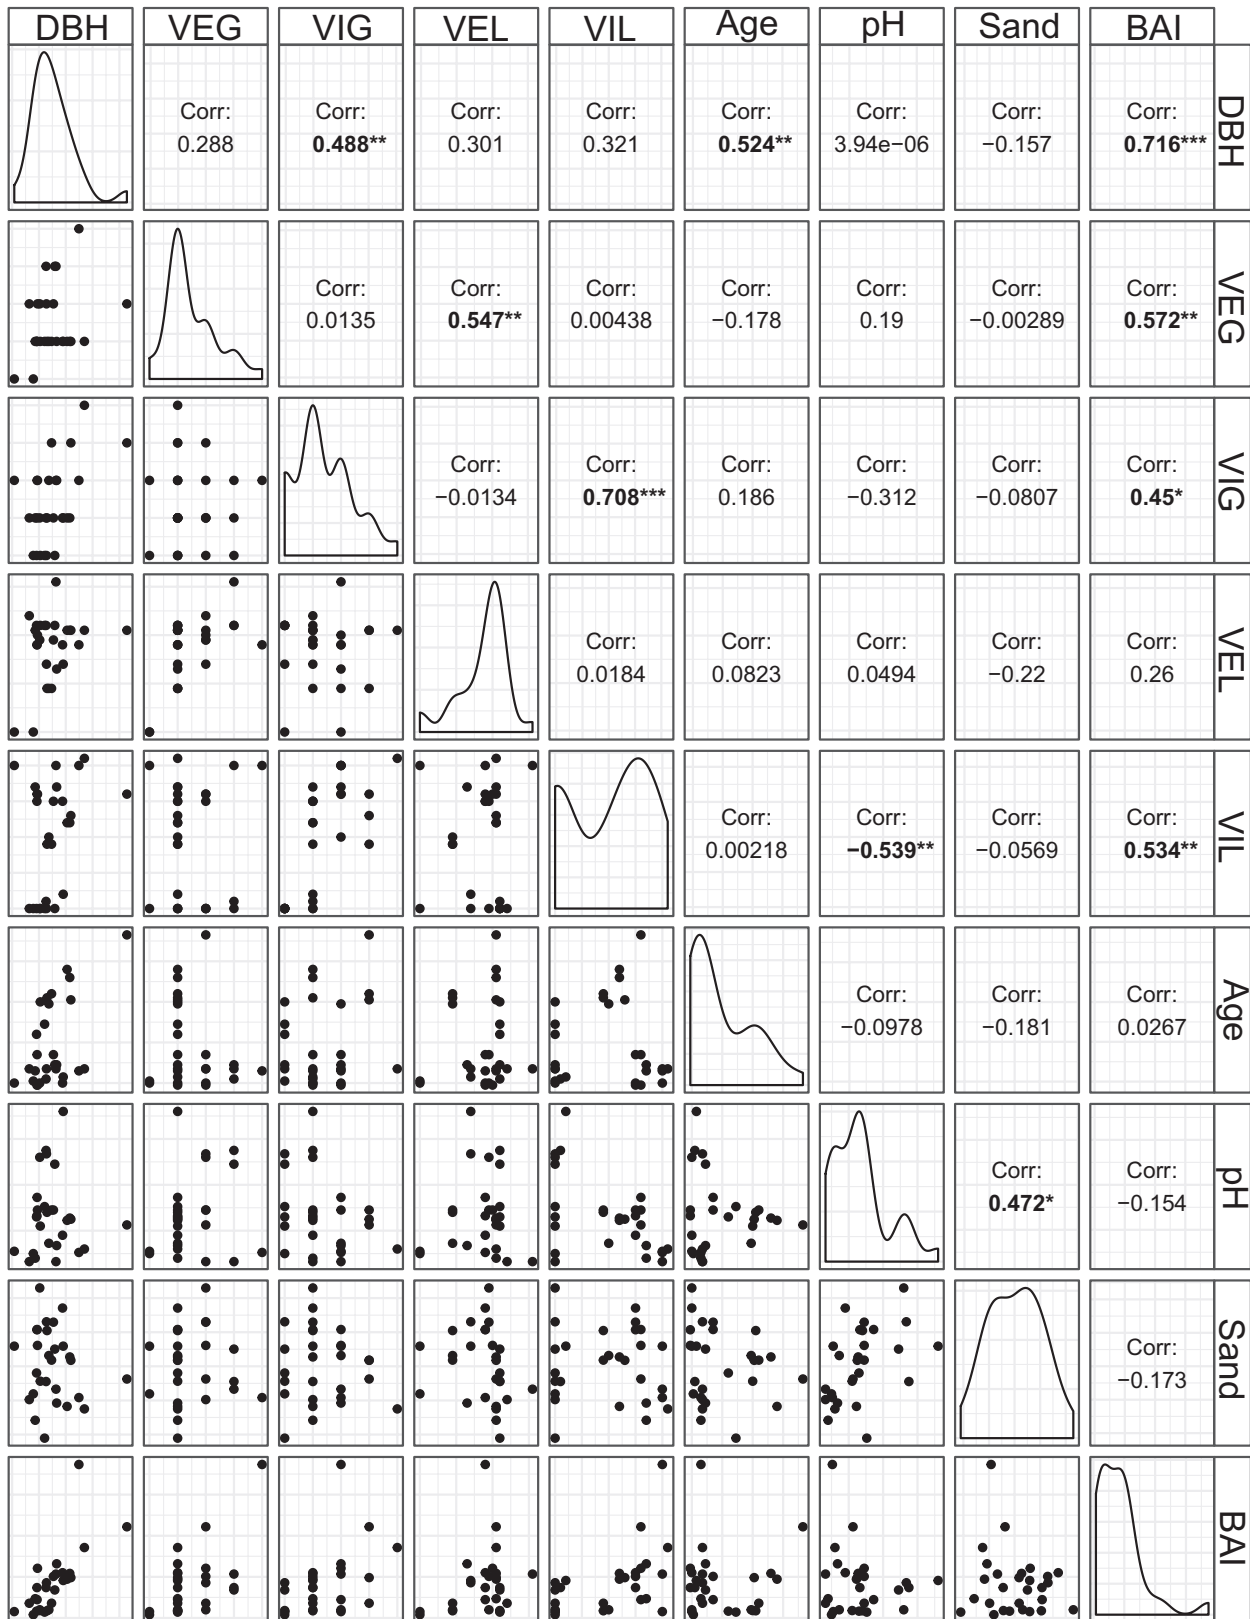 DBH VEG VIG VEL VIL Age pH Sand BAI
Corr: Corr: Corr: Corr: Corr: Corr: Corr: Corr:
0.288 0.488** 0.301 0.321 0.524** 3.94e−06 −0.157 0.716***
DBH
Corr: Corr: Corr: Corr: Corr: Corr: Corr:
0.0135 0.547** 0.00438 −0.178 0.19 −0.00289 0.572**
VEG
Corr: Corr: Corr: Corr: Corr: Corr:
−0.0134 0.708*** 0.186 −0.312 −0.0807 0.45*
VIG
Corr: Corr: Corr: Corr: Corr:
0.0184 0.0823 0.0494 −0.22 0.26
VEL
Corr: Corr: Corr: Corr:
0.00218 −0.539** −0.0569 0.534**
VIL
Corr: Corr: Corr:
−0.0978 −0.181 0.0267
Age
Corr: Corr:
0.472* −0.154
pH
Corr:
−0.173
Sand
BAI